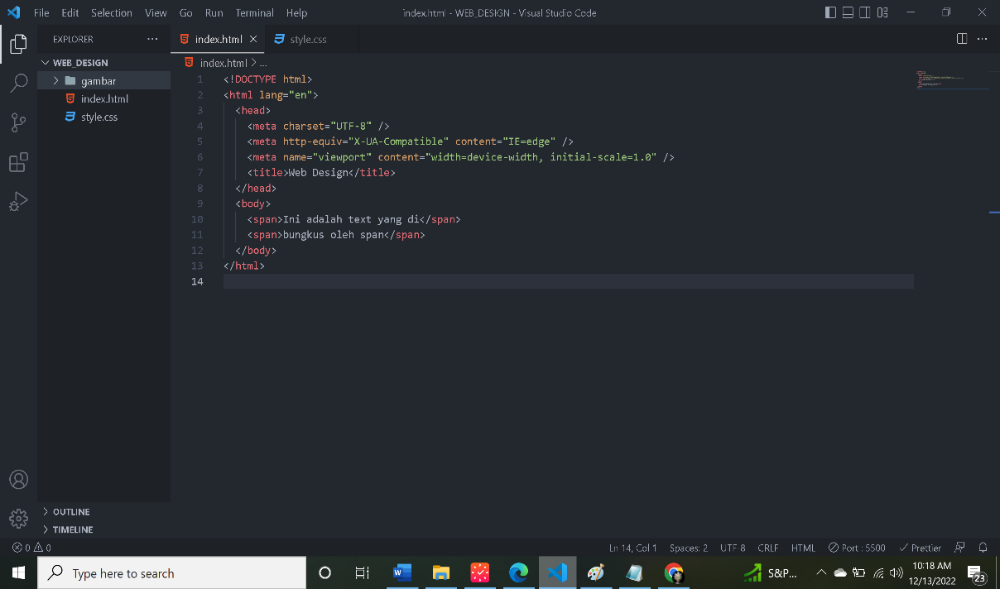 File Edit Selection View Go Run Terminal Help
index.html - WEB_DESIGN - Visual Studio Code
EXPLORER ...
index.html
style.css
WEB_DESIGN
gambar
index.html
style.css
index.html > ...
1 <!DOCTYPE html>
2 <html lang="en">
3 <head>
4 <meta charset="UTF-8" />
5 <meta http-equiv="X-UA-Compatible" content="IE=edge" />
6 <meta name="viewport" content="width=device-width, initial-scale=1.0" />
7 <title>Web Design</title>
8 </head>
9 <body>
10 <span>Ini adalah text yang di</span>
11 <span>bungkus oleh span</span>
12 </body>
13 </html>
14
OUTLINE
TIMELINE
0 0
Ln 14, Col 1 Spaces: 2 UTF-8 CRLF HTML Port : 5500 Prettier
Type here to search
S&P...
10:18 AM
12/13/2022
23